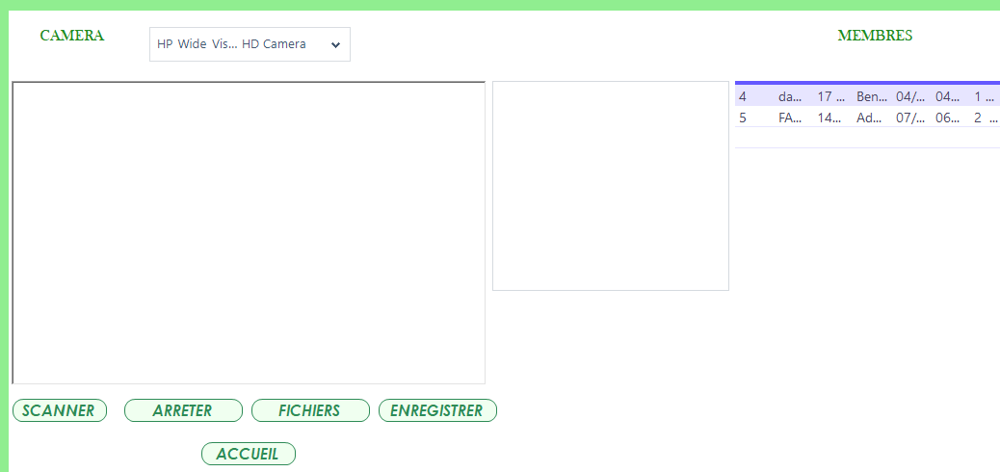 CAMERA
HP Wide Vis... HD Camera
MEMBRES
4 da... 17 ... Ben... 04/... 04... 1 ...
5 FA... 14... Ad... 07/... 06... 2 ...
SCANNER
ARRETER
FICHIERS
ENREGISTRER
ACCUEIL